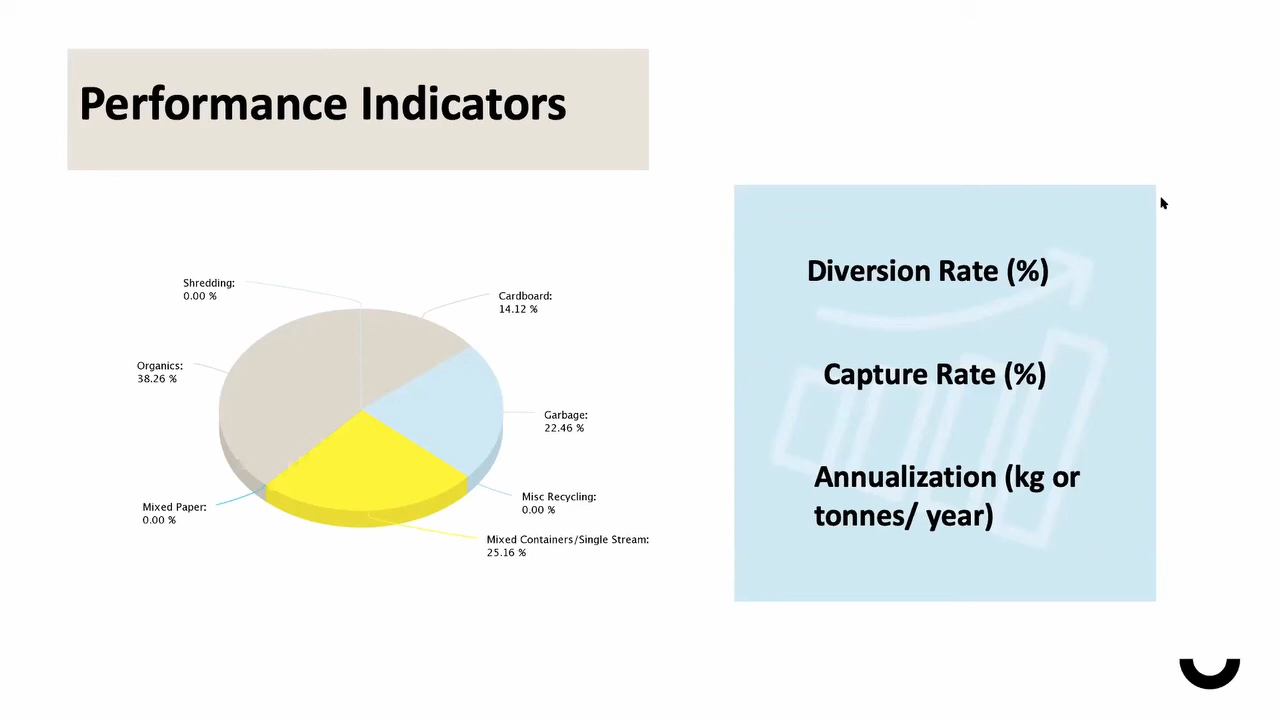 Performance Indicators
Shredding:
0.00 %
Cardboard:
14.12 %
Organics:
38.26 %
Garbage:
22.46 %
Misc Recycling:
0.00 %
Mixed Paper:
0.00 %
Mixed Containers/Single Stream:
25.16 %
Diversion Rate (%)
Capture Rate (%)
Annualization (kg or
tonnes/ year)